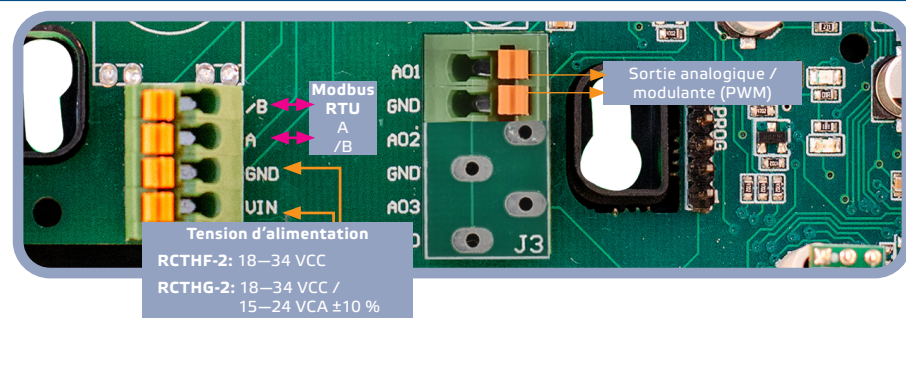 AO1
GND
AO2
GND
AO3
J3
PROG
Sortie analogique /
modulante (PWM)
/B
A
GND
VIN
Modbus
RTU
A
/B
Tension d’alimentation
RCTHF-2: 18—34 VCC
RCTHG-2: 18—34 VCC /
15—24 VCA ±10 %